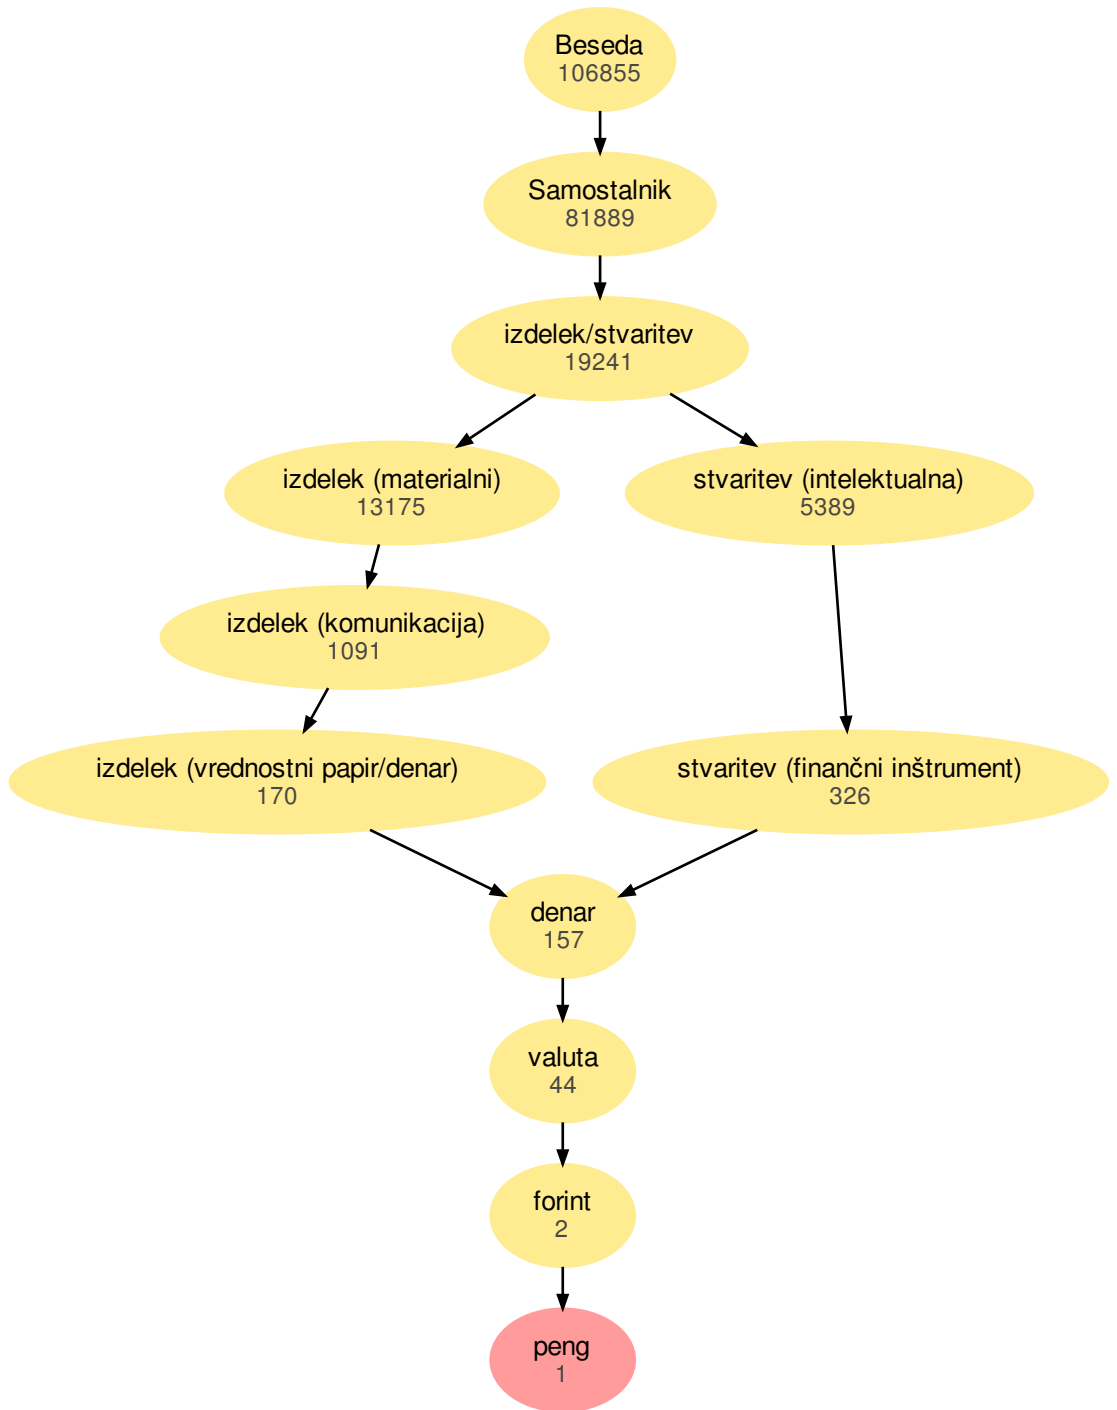 Beseda
106855
Samostalnik
81889
izdelek/stvaritev
19241
izdelek (materialni)
13175
stvaritev (intelektualna)
5389
izdelek (komunikacija)
1091
izdelek (vrednostni papir/denar)
170
stvaritev (finančni inštrument)
326
denar
157
valuta
44
forint
2
peng
1